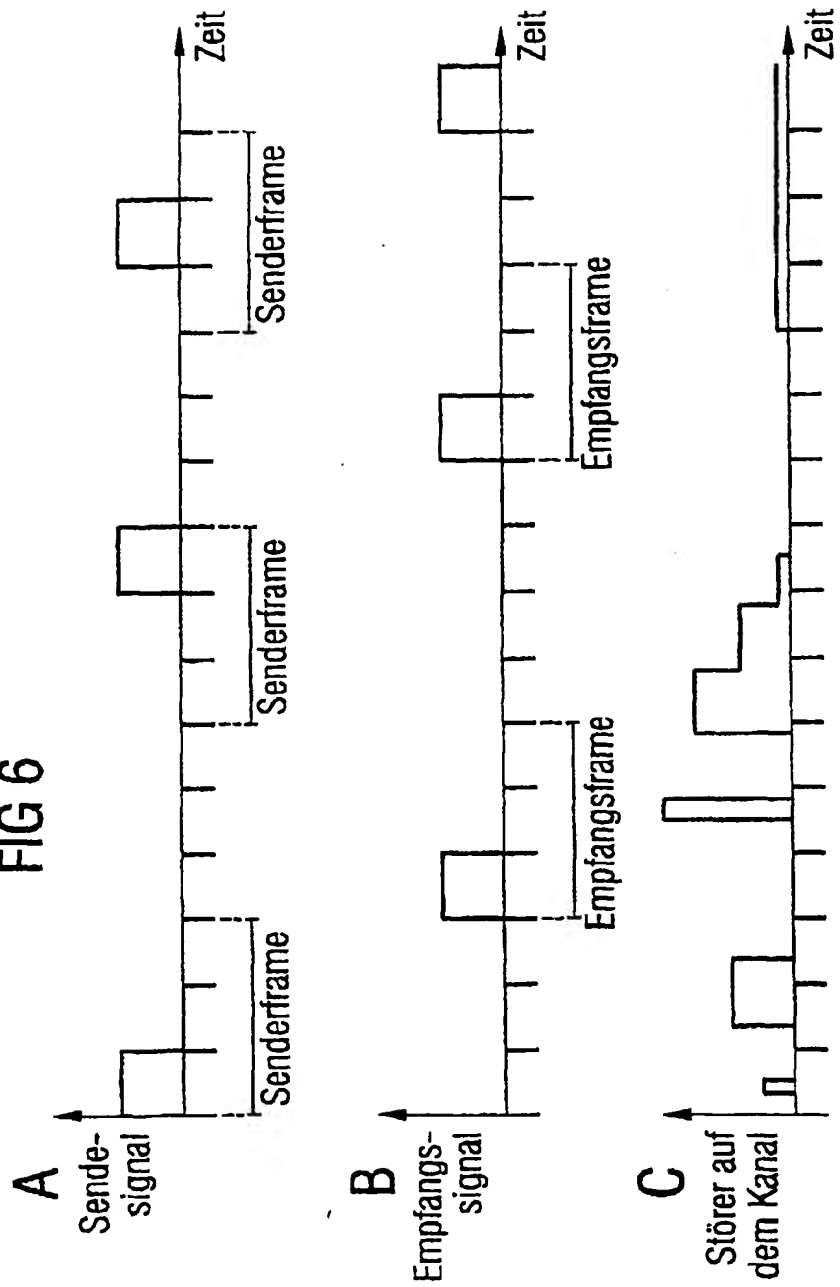 FIG 6
A
Sende-
signal
Zeit
Senderframe
Senderframe
Senderframe
B
Empfangs-
signal
Zeit
Empfangsframe
Empfangsframe
C
Störer auf
dem Kanal
Zeit